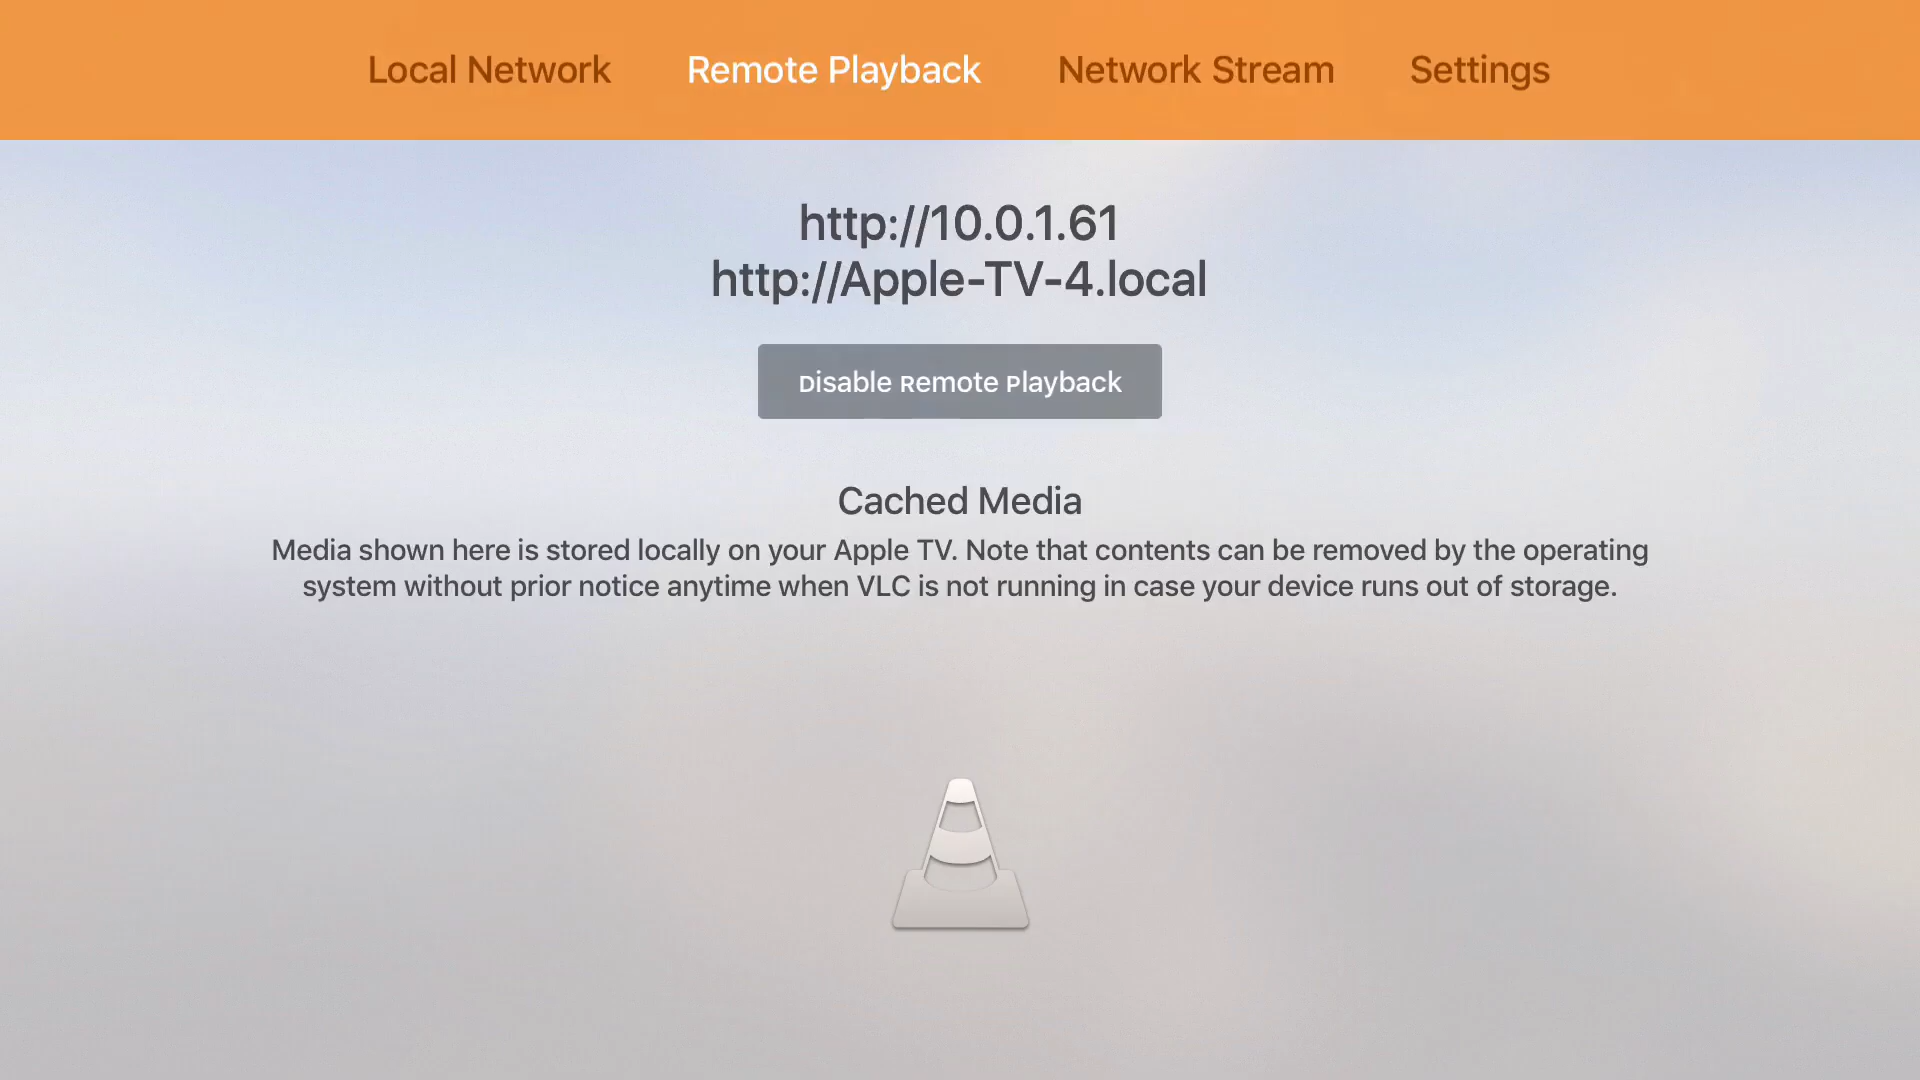 Local Network
Remote Playback
Network Stream
Settings
http://10.0.1.61
http://Apple-TV-4.local
Disable Remote Playback
Cached Media
Media shown here is stored locally on your Apple TV. Note that contents can be removed by the operating
system without prior notice anytime when VLC is not running in case your device runs out of storage.